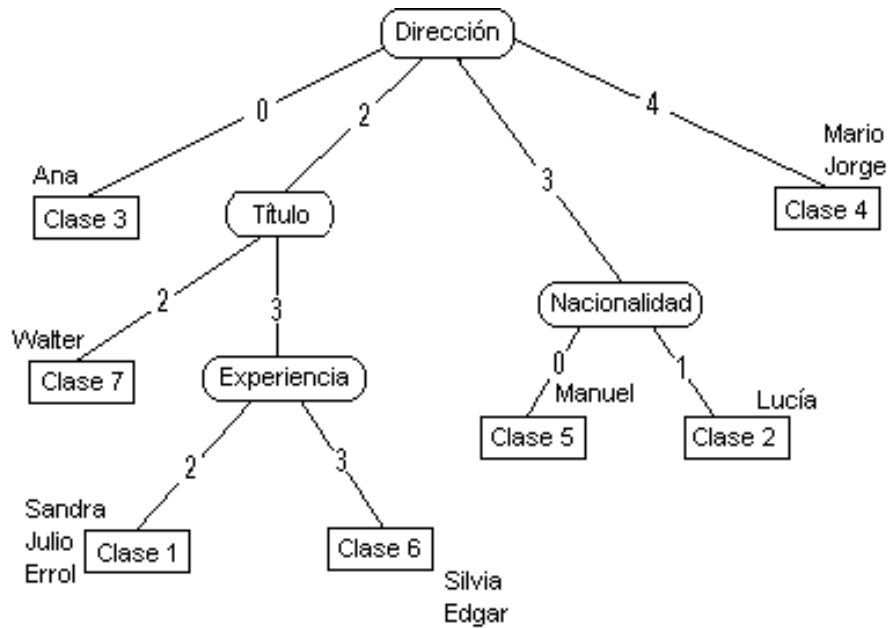 Dirección
0
2
3
4
Ana
Clase 3
Mario
Jorge
Clase 4
Título
2
3
Nacionalidad
Walter
Clase 7
Experiencia
0
1
Manuel
Clase 5
Lucía
Clase 2
2
3
Sandra
Julio
Errol
Clase 1
Clase 6
Silvia
Edgar